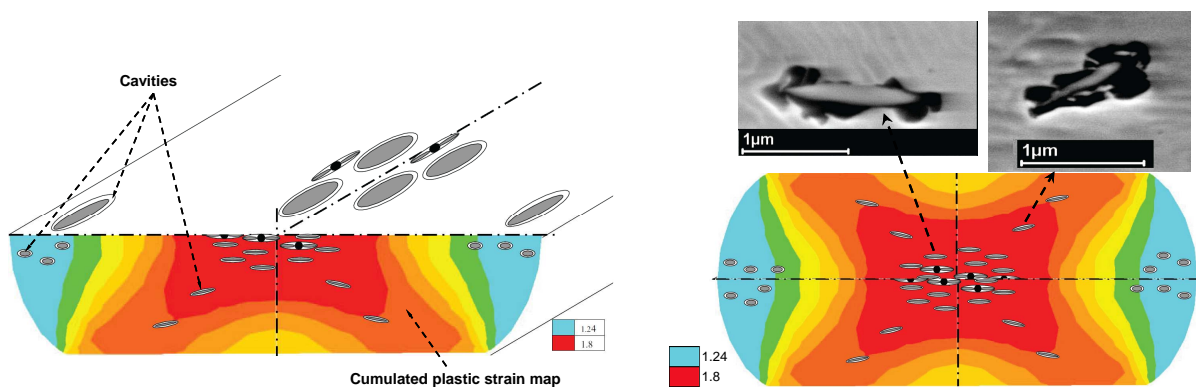 Cavities
1.24
1.8
Cumulated plastic strain map
1µm
1µm
1.24
1.8